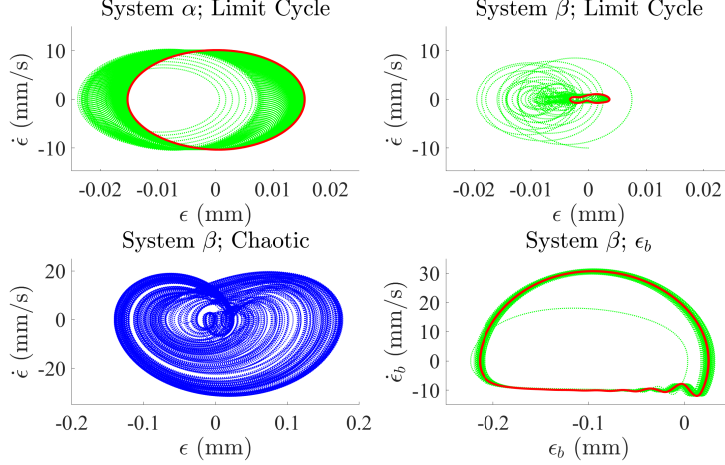 System α; Limit Cycle
10
0
-10
ϵ̇ (mm/s)
-0.02 -0.01 0 0.01 0.02
ϵ (mm)
System β; Limit Cycle
10
0
-10
ϵ̇ (mm/s)
-0.02 -0.01 0 0.01 0.02
ϵ (mm)
System β; Chaotic
20
0
-20
ϵ̇ (mm/s)
-0.2 -0.1 0 0.1 0.2
ϵ (mm)
System β; ϵ_b
30
20
10
0
-10
ϵ̇_b (mm/s)
-0.2 -0.1 0
ϵ_b (mm)